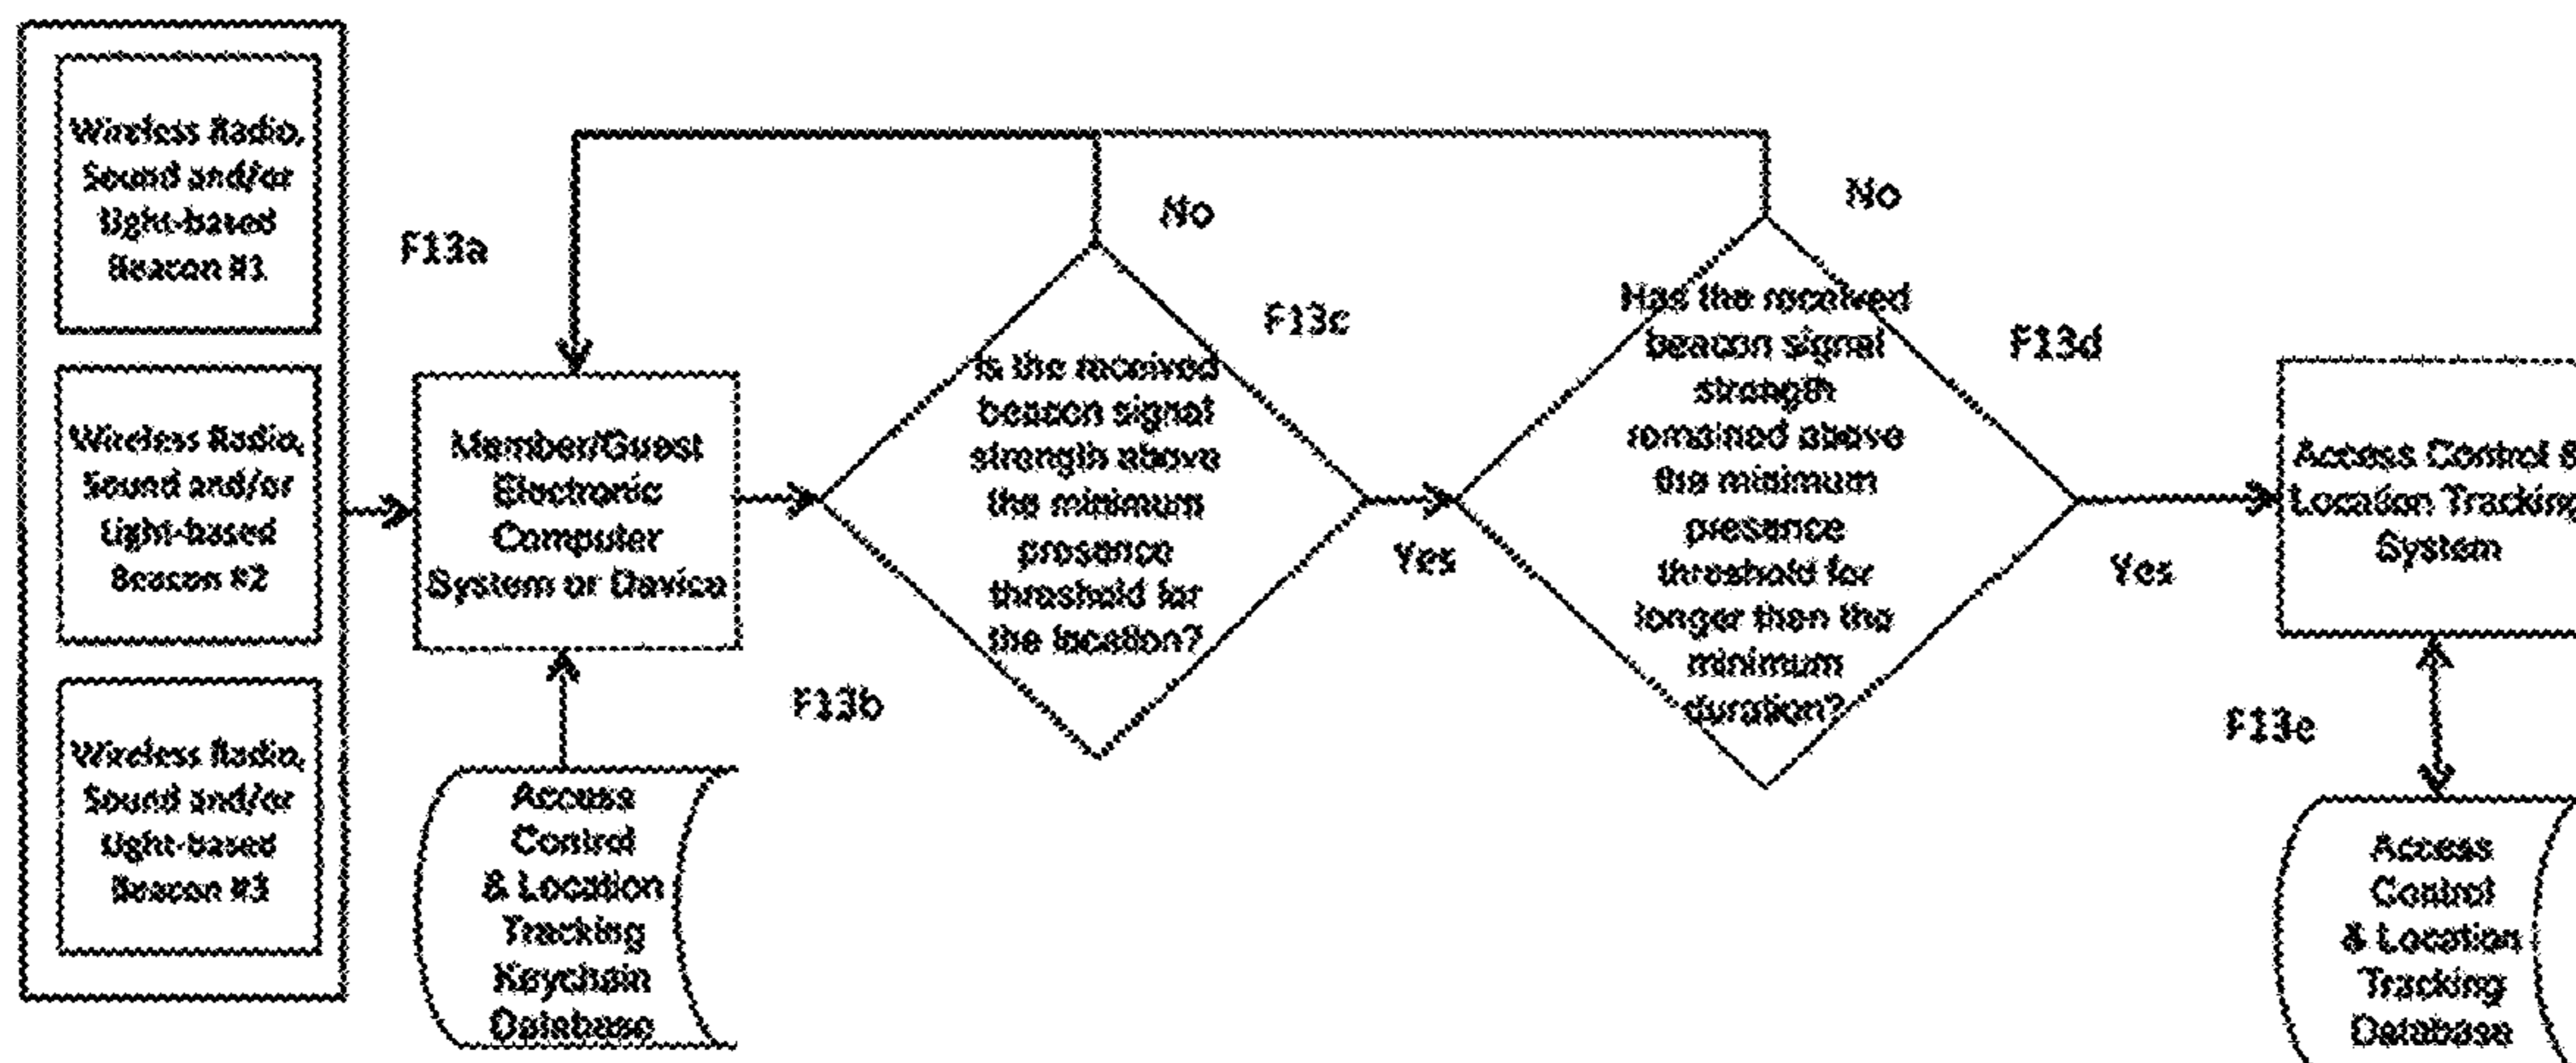 Wireless Radio,
Sound and/or
Light-based
Beacon #1
Wireless Radio,
Sound and/or
Light-based
Beacon #2
Wireless Radio,
Sound and/or
Light-based
Beacon #3
F13a
Member/Guest
Electronic
Computer
System or Device
F13b
Access
Control
& Location
Tracking
Keychain
Database
No
F13c
Is the received
beacon signal
strength above
the minimum
presence
threshold for
the location?
Yes
No
F13d
Has the received
beacon signal
strength
remained above
the minimum
presence
threshold for
longer than the
minimum
duration?
Yes
Access Control &
Location Tracking
System
F13e
Access
Control
& Location
Tracking
Database